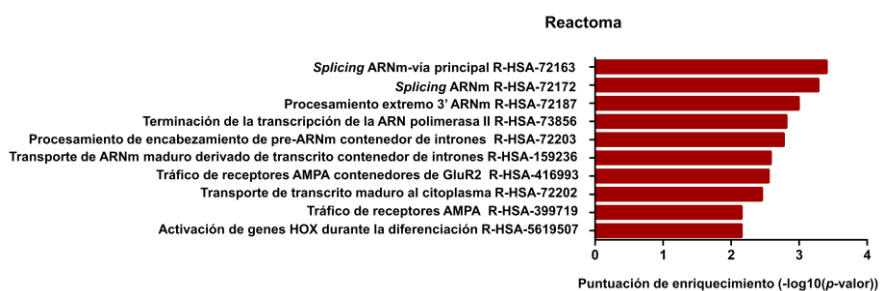 Reactoma
Splicing ARNm-vía principal R-HSA-72163
Splicing ARNm R-HSA-72172
Procesamiento extremo 3' ARNm R-HSA-72187
Terminación de la transcripción de la ARN polimerasa II R-HSA-73856
Procesamiento de encabezamiento de pre-ARNm contenedor de intrones R-HSA-72203
Transporte de ARNm maduro derivado de transcrito contenedor de intrones R-HSA-159236
Tráfico de receptores AMPA contenedores de GluR2 R-HSA-416993
Transporte de transcrito maduro al citoplasma R-HSA-72202
Tráfico de receptores AMPA R-HSA-399719
Activación de genes HOX durante la diferenciación R-HSA-5619507
0 1 2 3 4
Puntuación de enriquecimiento (-log10(p-valor))